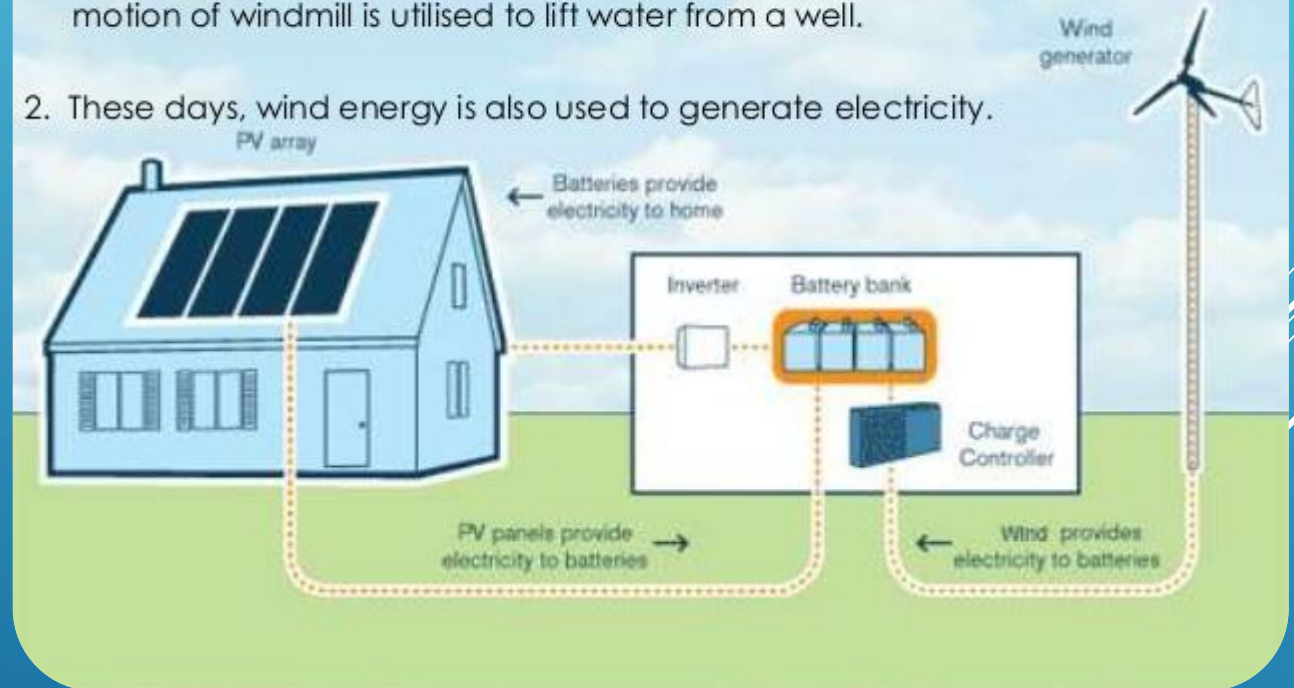 motion of windmill is utilised to lift water from a well.
Wind
generator
2. These days, wind energy is also used to generate electricity.
PV array
Batteries provide
electricity to home
Inverter
Battery bank
Charge
Controller
PV panels provide
electricity to batteries
Wind provides
electricity to batteries